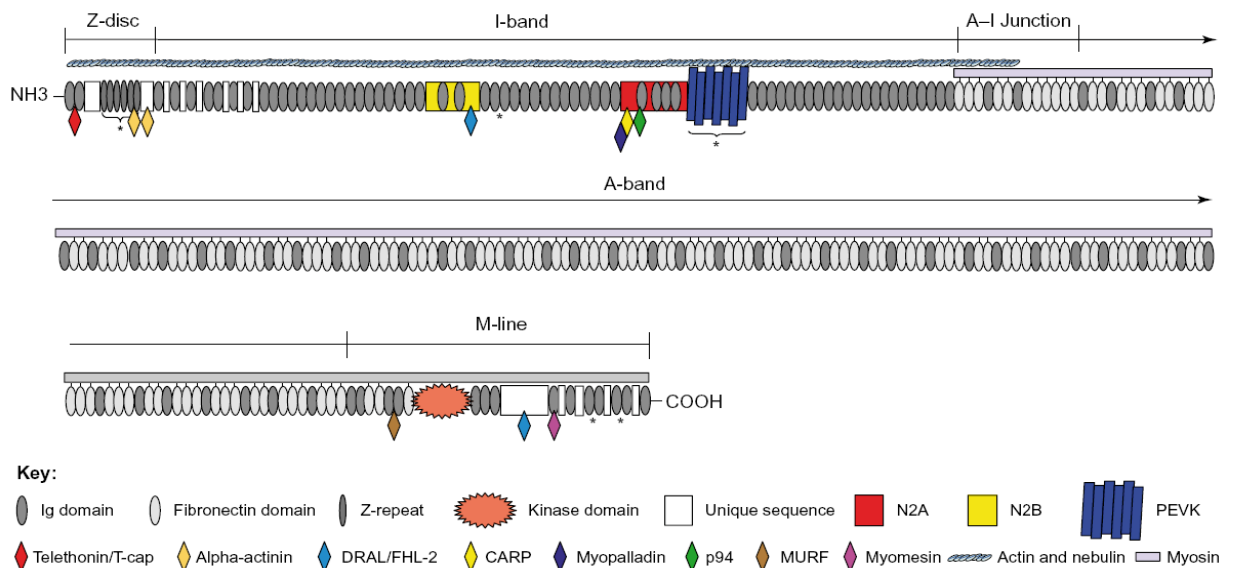 Z-disc I-band A–I Junction
NH3
* * *
A-band
M-line
COOH
* *
Key:
Ig domain Fibronectin domain Z-repeat Kinase domain Unique sequence N2A N2B PEVK
Telethonin/T-cap Alpha-actinin DRAL/FHL-2 CARP Myopalladin p94 MURF Myomesin Actin and nebulin Myosin